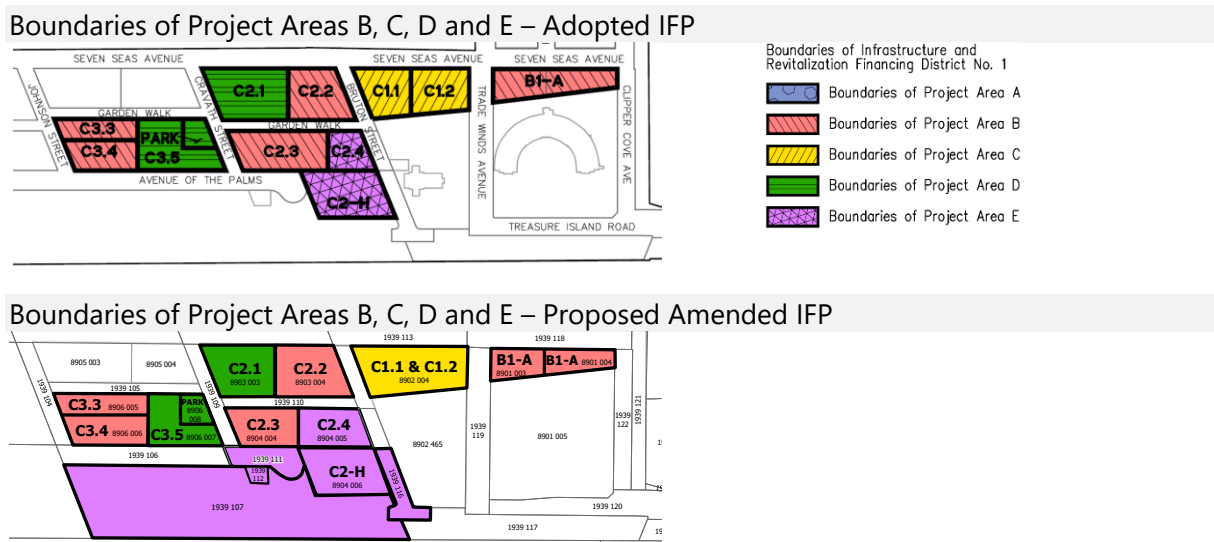 Boundaries of Project Areas B, C, D and E – Adopted IFP
SEVEN SEAS AVENUE
SEVEN SEAS AVENUE
SEVEN SEAS AVENUE
JOHNSON STREET
CRAVATH STREET
BRUTON STREET
TRADE WINDS AVENUE
CLIPPER COVE AVE
C2.1
C2.2
C1.1
C1.2
B1-A
GARDEN WALK
GARDEN WALK
C3.3
C3.4
PARK
C3.5
C2.3
C2.4
C2-H
AVENUE OF THE PALMS
TREASURE ISLAND ROAD
Boundaries of Infrastructure and
Revitalization Financing District No. 1
Boundaries of Project Area A
Boundaries of Project Area B
Boundaries of Project Area C
Boundaries of Project Area D
Boundaries of Project Area E
Boundaries of Project Areas B, C, D and E – Proposed Amended IFP
1939 113
1939 118
8905 003
8905 004
C2.1
8903 003
C2.2
8903 004
C1.1 & C1.2
8902 004
B1-A
8901 003
B1-A 8901 004
1939 104
1939 105
1939 109
1939 110
C3.3 8906 005
C3.4 8906 006
PARK
8906
008
C3.5 8906 007
C2.3
8904 004
C2.4
8904 005
8902 465
1939
119
8901 005
1939
122
1939 121
1939 106
1939 111
1939
112
C2-H
8904 006
1939 116
1939 107
1939 120
1939 117